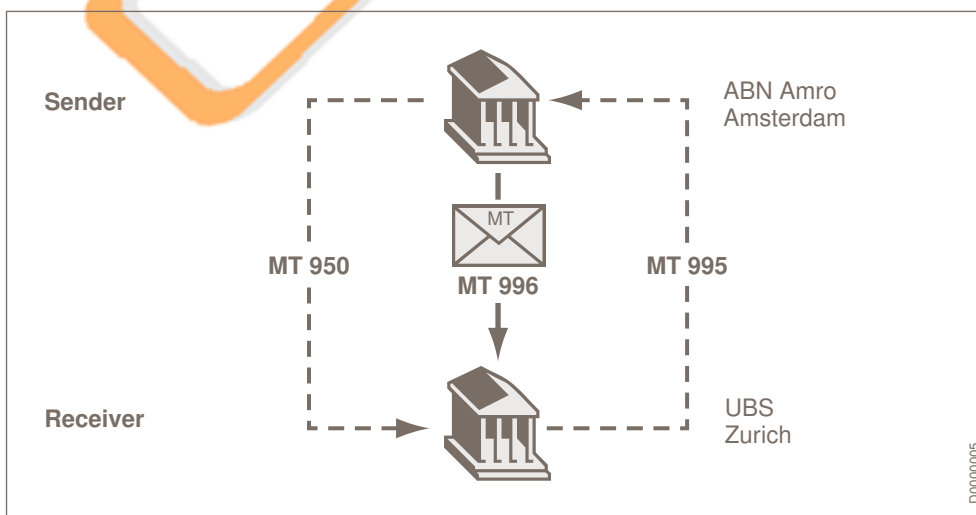 Sender
ABN Amro
Amsterdam
MT
MT 950
MT 996
MT 995
Receiver
UBS
Zurich
D0000005